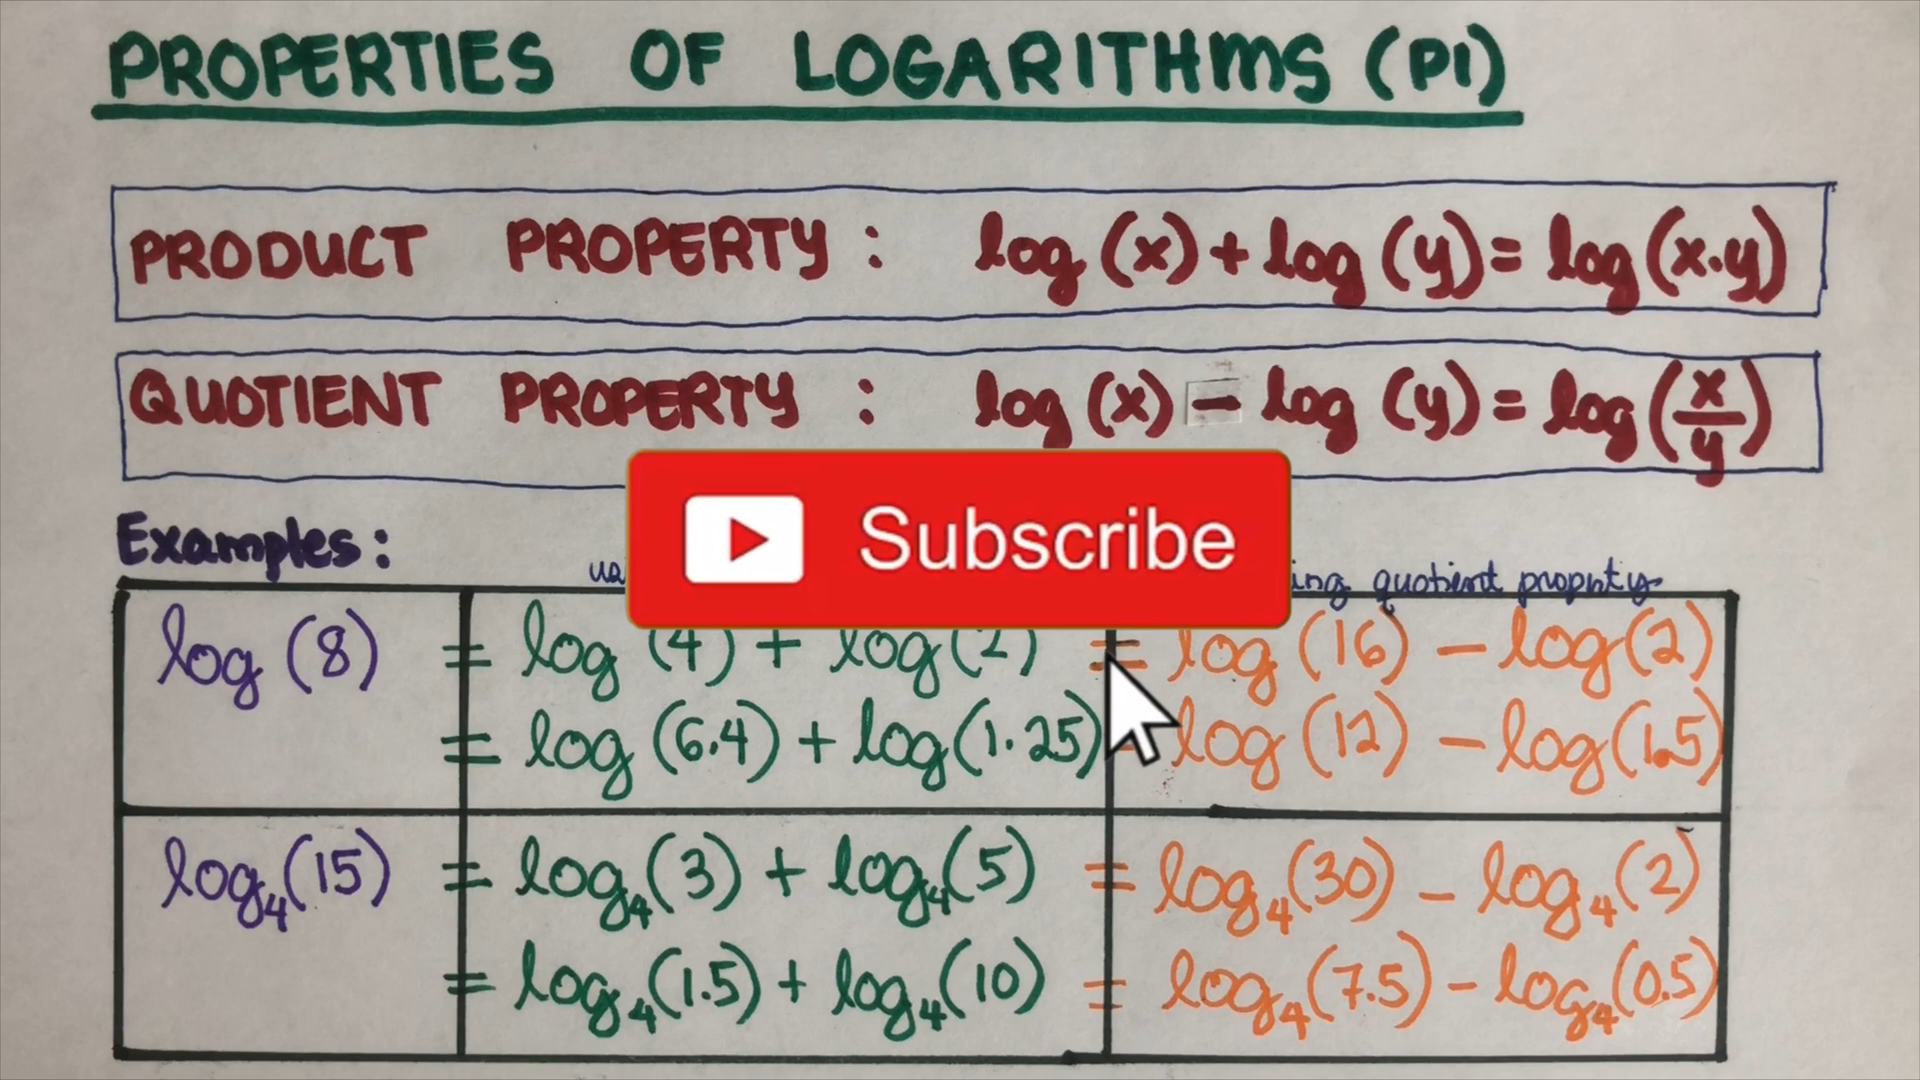 PROPERTIES OF LOGARITHMS (P1)
PRODUCT PROPERTY : log (x) + log (y) = log (x.y)
QUOTIENT PROPERTY : log (x) - log (y) = log (x/y)
Subscribe
Examples :
quotient property
log (8) = log (4) + log (2) = log (16) - log (2)
= log (6.4) + log (1.25) = log (12) - log (1.5)
log₄(15) = log₄(3) + log₄(5) = log₄(30) - log₄(2)
= log₄(1.5) + log₄(10) = log₄(7.5) - log₄(0.5)